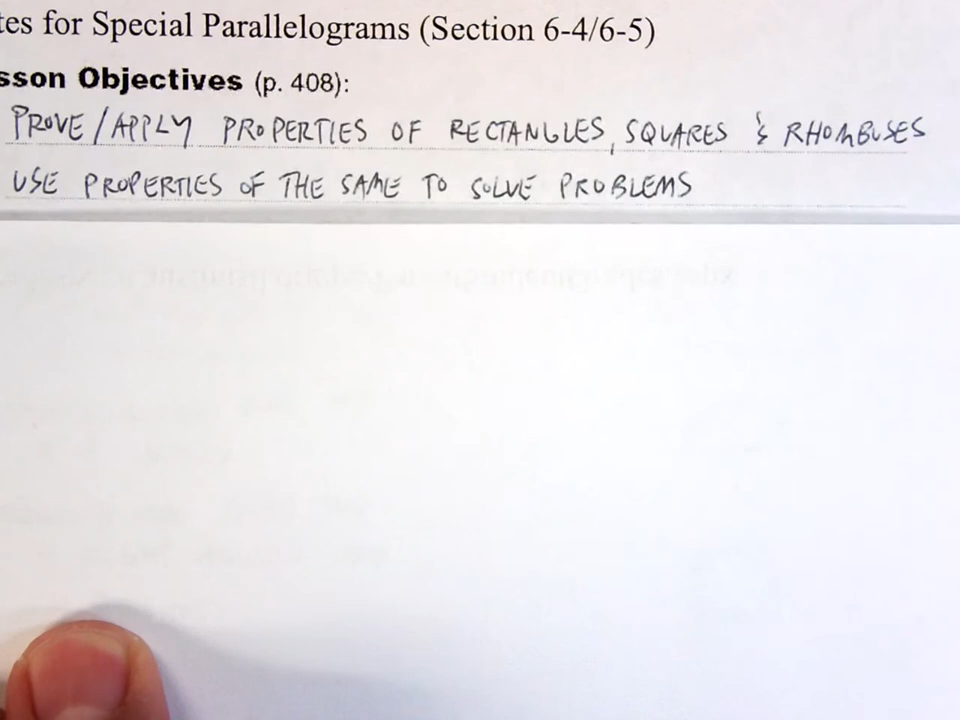 tes for Special Parallelograms (Section 6-4/6-5)
sson Objectives (p. 408):
PROVE/APPLY PROPERTIES OF RECTANGLES, SQUARES & RHOMBUSES
USE PROPERTIES OF THE SAME TO SOLVE PROBLEMS